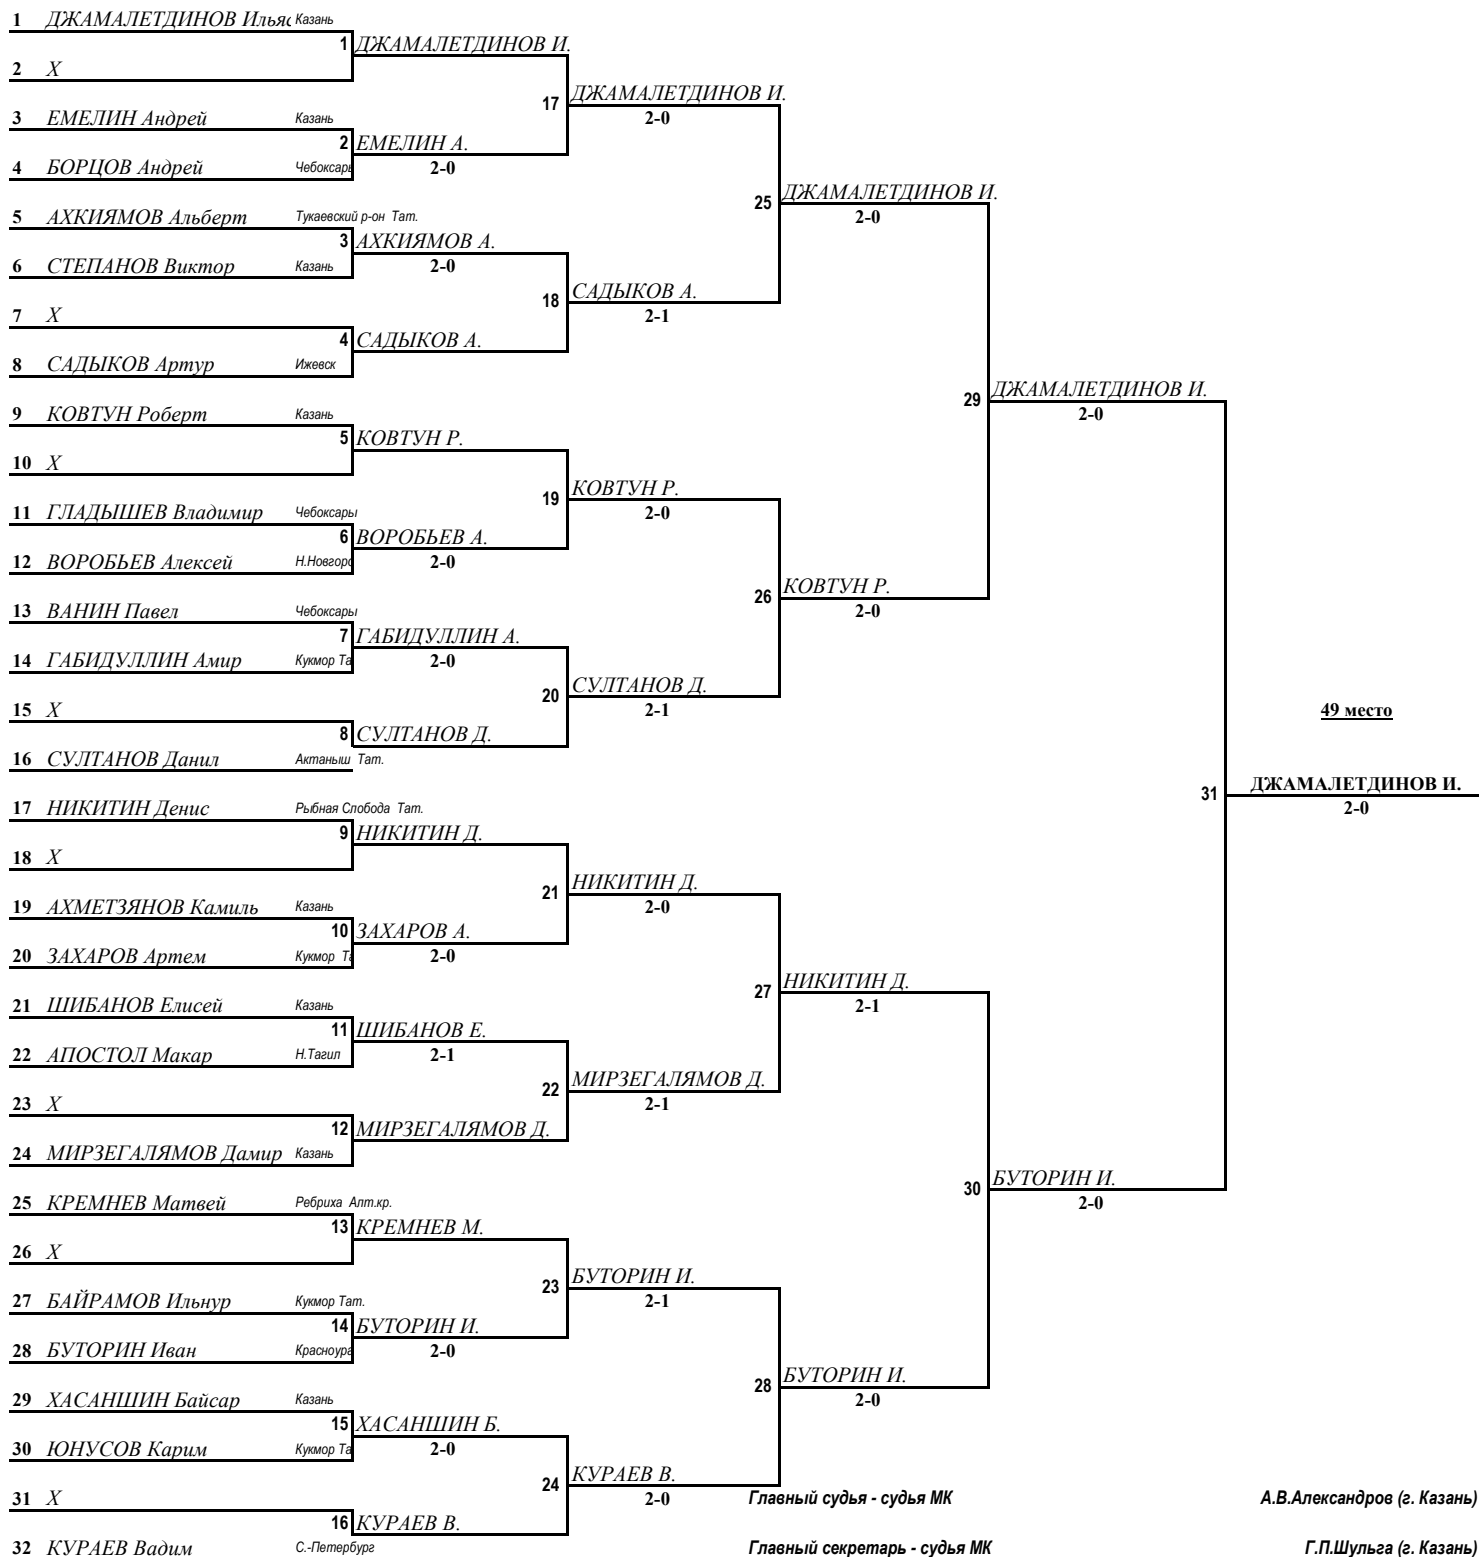 1 ДЖАМАЛЕТДИНОВ Ильяс Казань
1 ДЖАМАЛЕТДИНОВ И.
2 X
17 ДЖАМАЛЕТДИНОВ И.
2-0
3 ЕМЕЛИН Андрей Казань
2 ЕМЕЛИН А.
4 БОРЦОВ Андрей Чебоксары 2-0
25 ДЖАМАЛЕТДИНОВ И.
5 АХКИЯМОВ Альберт Тукаевский р-он Тат. 2-0
3 АХКИЯМОВ А.
6 СТЕПАНОВ Виктор Казань 2-0
18 САДЫКОВ А.
7 X 2-1
4 САДЫКОВ А.
8 САДЫКОВ Артур Ижевск
29 ДЖАМАЛЕТДИНОВ И.
9 КОВТУН Роберт Казань 2-0
5 КОВТУН Р.
10 X
19 КОВТУН Р.
11 ГЛАДЫШЕВ Владимир Чебоксары 2-0
6 ВОРОБЬЕВ А.
12 ВОРОБЬЕВ Алексей Н.Новгоро 2-0
26 КОВТУН Р.
13 ВАНИН Павел Чебоксары 2-0
7 ГАБИДУЛЛИН А.
14 ГАБИДУЛЛИН Амир Кукмор Та 2-0
20 СУЛТАНОВ Д.
15 X 2-1 49 место
8 СУЛТАНОВ Д.
16 СУЛТАНОВ Данил Актаныш Тат.
31 ДЖАМАЛЕТДИНОВ И.
17 НИКИТИН Денис Рыбная Слобода Тат. 2-0
9 НИКИТИН Д.
18 X
21 НИКИТИН Д.
19 АХМЕТЗЯНОВ Камиль Казань 2-0
10 ЗАХАРОВ А.
20 ЗАХАРОВ Артем Кукмор Та 2-0
27 НИКИТИН Д.
21 ШИБАНОВ Елисей Казань 2-1
11 ШИБАНОВ Е.
22 АПОСТОЛ Макар Н.Тагил 2-1
22 МИРЗЕГАЛЯМОВ Д.
23 X 2-1
12 МИРЗЕГАЛЯМОВ Д.
24 МИРЗЕГАЛЯМОВ Дамир Казань
30 БУТОРИН И.
25 КРЕМНЕВ Матвей Ребриха Алт.кр. 2-0
13 КРЕМНЕВ М.
26 X
23 БУТОРИН И.
27 БАЙРАМОВ Ильнур Кукмор Тат. 2-1
14 БУТОРИН И.
28 БУТОРИН Иван Красноура 2-0
28 БУТОРИН И.
29 ХАСАНШИН Байсар Казань 2-0
15 ХАСАНШИН Б.
30 ЮНУСОВ Карим Кукмор Та 2-0
24 КУРАЕВ В.
31 X 2-0 Главный судья - судья МК А.В.Александров (г. Казань)
16 КУРАЕВ В.
32 КУРАЕВ Вадим С.-Петербург Главный секретарь - судья МК Г.П.Шульга (г. Казань)